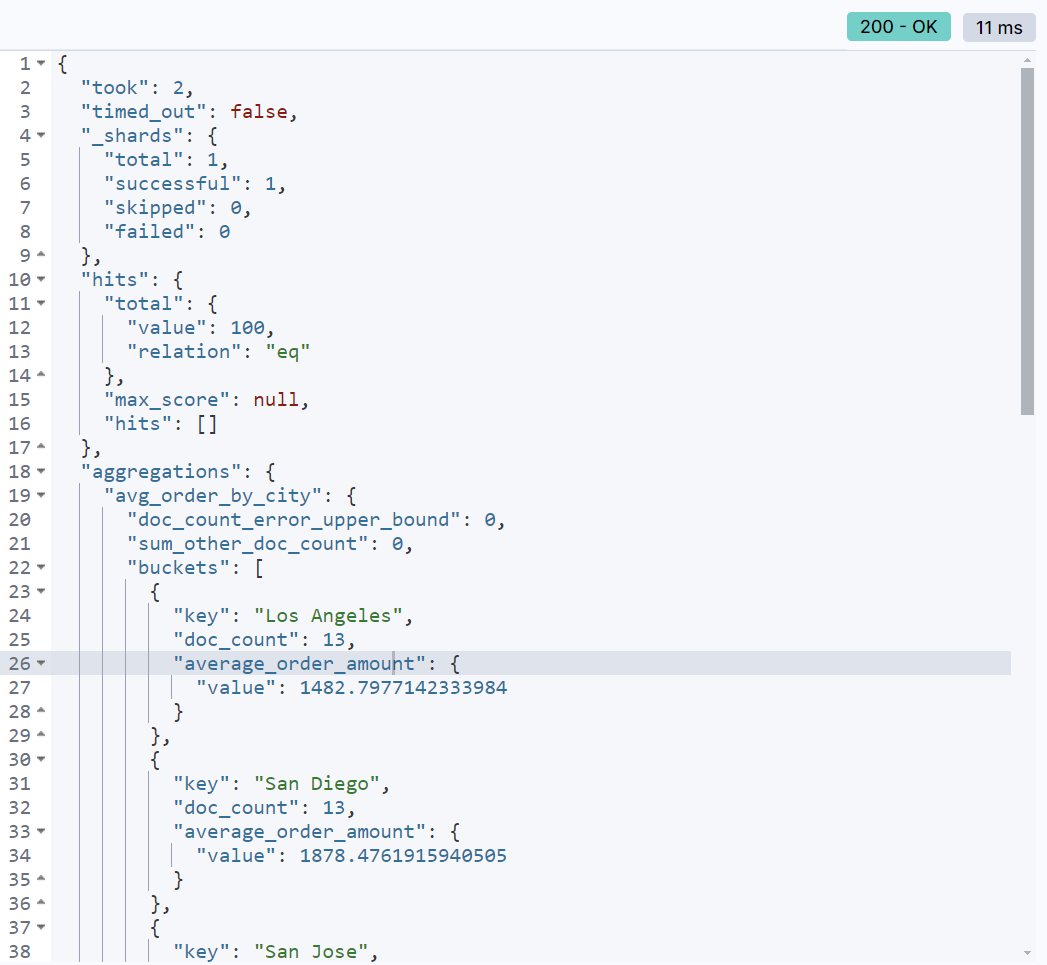 200 - OK 11 ms
1 {
2 "took": 2,
3 "timed_out": false,
4 "_shards": {
5 "total": 1,
6 "successful": 1,
7 "skipped": 0,
8 "failed": 0
9 },
10 "hits": {
11 "total": {
12 "value": 100,
13 "relation": "eq"
14 },
15 "max_score": null,
16 "hits": []
17 },
18 "aggregations": {
19 "avg_order_by_city": {
20 "doc_count_error_upper_bound": 0,
21 "sum_other_doc_count": 0,
22 "buckets": [
23 {
24 "key": "Los Angeles",
25 "doc_count": 13,
26 "average_order_amount": {
27 "value": 1482.7977142333984
28 }
29 },
30 {
31 "key": "San Diego",
32 "doc_count": 13,
33 "average_order_amount": {
34 "value": 1878.4761915940505
35 }
36 },
37 {
38 "key": "San Jose",